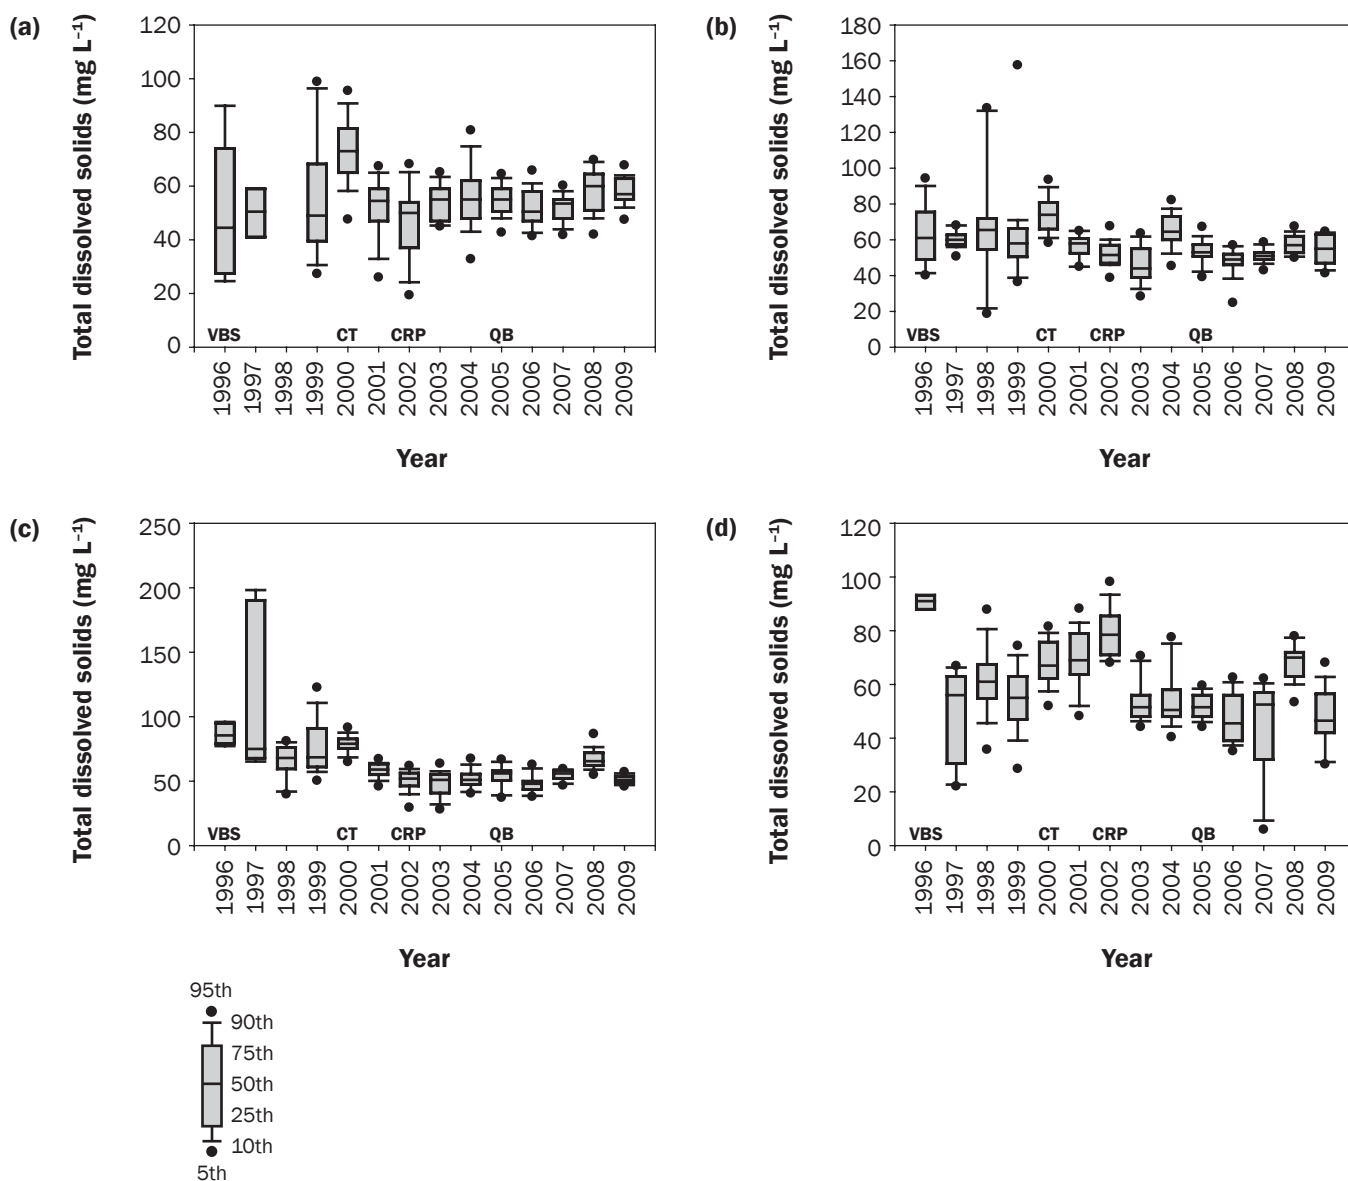 (a)
Total dissolved solids (mg L⁻¹)
120
100
80
60
40
20
0
VBS CT CRP QB
1996 1997 1998 1999 2000 2001 2002 2003 2004 2005 2006 2007 2008 2009
Year
(b)
Total dissolved solids (mg L⁻¹)
180
160
140
120
100
80
60
40
20
0
VBS CT CRP QB
1996 1997 1998 1999 2000 2001 2002 2003 2004 2005 2006 2007 2008 2009
Year
(c)
Total dissolved solids (mg L⁻¹)
250
200
150
100
50
0
VBS CT CRP QB
1996 1997 1998 1999 2000 2001 2002 2003 2004 2005 2006 2007 2008 2009
Year
(d)
Total dissolved solids (mg L⁻¹)
120
100
80
60
40
20
0
VBS CT CRP QB
1996 1997 1998 1999 2000 2001 2002 2003 2004 2005 2006 2007 2008 2009
Year
95th
90th
75th
50th
25th
10th
5th